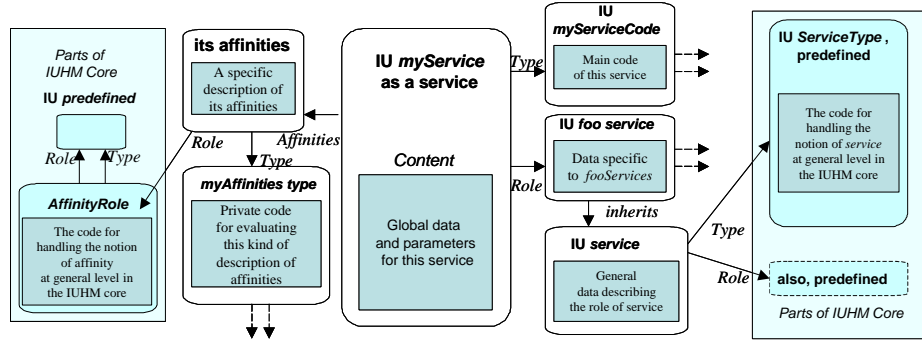 Parts of
IUHM Core
IU predefined
Role
Type
AffinityRole
The code for
handling the notion
of affinity
at general level in
the IUHM core
its affinities
A specific
description of
its affinities
Role
Type
Affinities
myAffinities type
Private code
for evaluating
this kind of
description of
affinities
IU myService
as a service
Content
Global data
and parameters
for this service
Type
Role
IU
myServiceCode
Main code
of this service
IU foo service
Data specific
to fooServices
inherits
IU service
General
data describing
the role of service
Type
Role
IU ServiceType ,
predefined
The code for
handling the
notion of service
at general level in
the IUHM core
also, predefined
Parts of IUHM Core